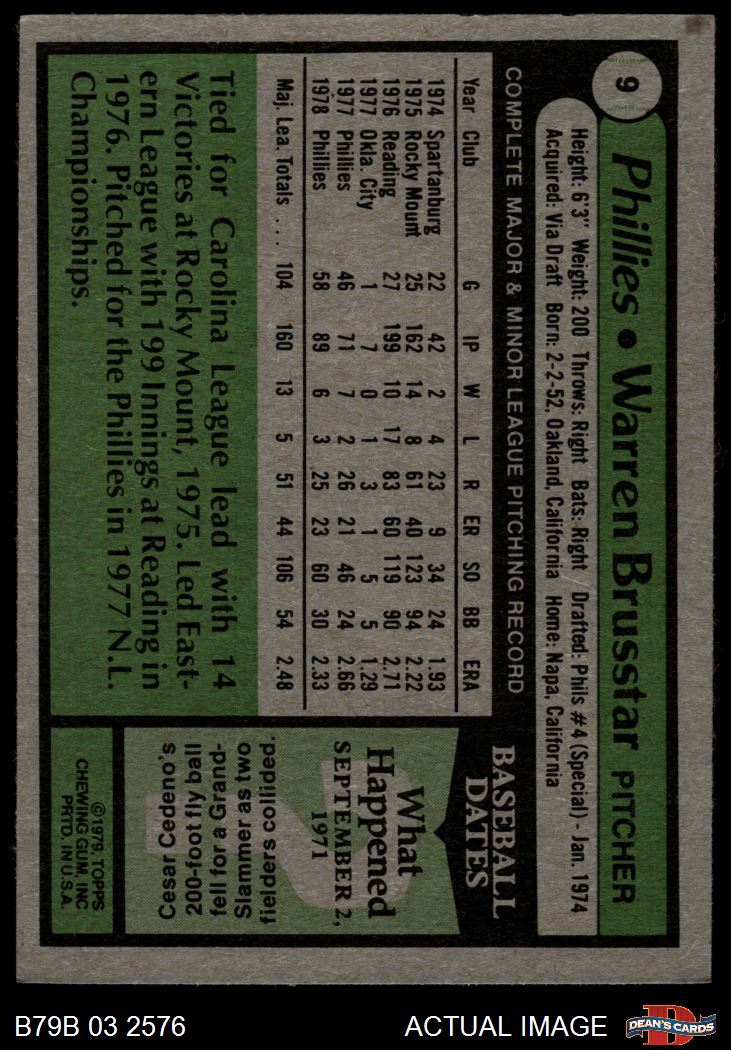 9
Phillies • Warren Brusstar PITCHER
Height: 6'3" Weight: 200 Throws: Right Bats: Right Drafted: Phils #4 (Special) - Jan. 1974
Acquired: Via Draft Born: 2-2-52, Oakland, California Home: Napa, California
COMPLETE MAJOR & MINOR LEAGUE PITCHING RECORD
Year Club G IP W L R ER SO BB ERA
1974 Spartanburg 22 42 2 4 23 9 34 24 1.93
1975 Rocky Mount 25 162 14 8 61 40 123 94 2.22
1976 Reading 27 199 10 17 83 60 119 90 2.71
1977 Okla. City 1 7 0 1 3 1 5 5 1.29
1977 Phillies 46 71 7 2 26 21 46 24 2.66
1978 Phillies 58 89 6 3 25 23 60 30 2.33
Maj. Lea. Totals . . . 104 160 13 5 51 44 106 54 2.48
Tied for Carolina League lead with 14
Victories at Rocky Mount, 1975. Led East-
ern League with 199 Innings at Reading in
1976. Pitched for the Phillies in 1977 N.L.
Championships.
BASEBALL
DATES
What
Happened
SEPTEMBER 2,
1971
Cesar Cedeno's
200-foot fly ball
fell for a Grand-
Slammer as two
fielders collided.
©1979, TOPPS
CHEWING GUM, INC
PRTD. IN U.S.A.
B79B 03 2576
ACTUAL IMAGE
D
DEAN'S CARDS